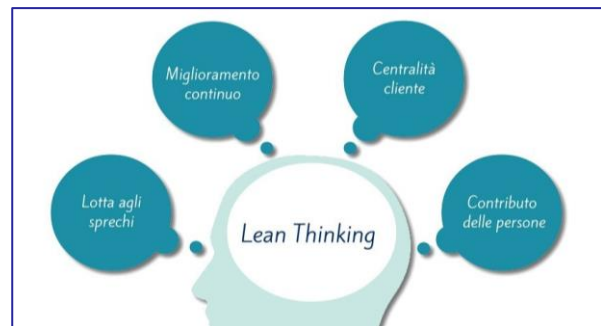 Miglioramento
continuo
Centralità
cliente
Lotta agli
sprechi
Contributo
delle persone
Lean Thinking